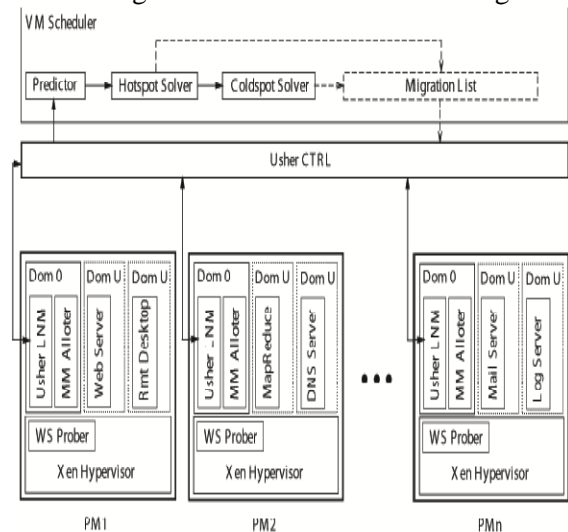 VM Scheduler
Predictor
Hotspot Solver
Coldspot Solver
Migration List
Usher CTRL
Dom 0
Dom U
Dom U
Usher LNM
MM Alloter
Web Server
Rmt Desktop
WS Prober
Xen Hypervisor
PM1
Dom 0
Dom U
Dom U
Usher LNM
MM Alloter
MapReduce
DNS Server
WS Prober
Xen Hypervisor
PM2
Dom 0
Dom U
Dom U
Usher LNM
MM Alloter
Mail Server
Log Server
WS Prober
Xen Hypervisor
PMn